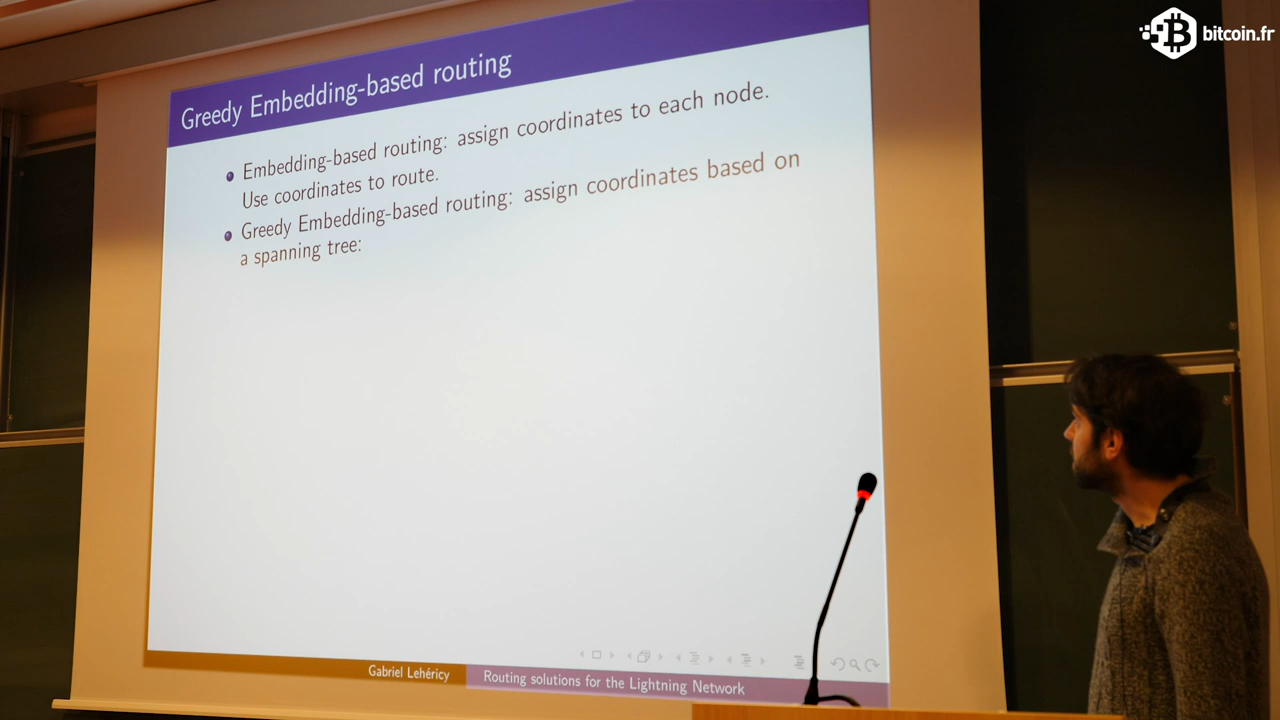 bitcoin.fr
Greedy Embedding-based routing
Embedding-based routing: assign coordinates to each node.
Use coordinates to route.
Greedy Embedding-based routing: assign coordinates based on
a spanning tree:
Gabriel Lehéricy
Routing solutions for the Lightning Network